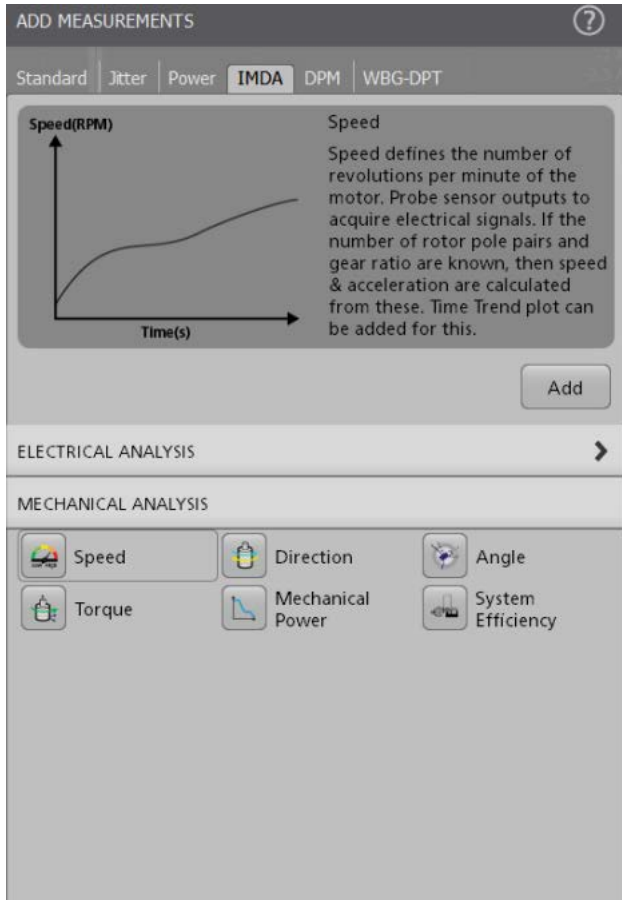 ADD MEASUREMENTS
?
Standard Jitter Power IMDA DPM WBG-DPT
Speed(RPM)
Time(s)
Speed
Speed defines the number of
revolutions per minute of the
motor. Probe sensor outputs to
acquire electrical signals. If the
number of rotor pole pairs and
gear ratio are known, then speed
& acceleration are calculated
from these. Time Trend plot can
be added for this.
Add
ELECTRICAL ANALYSIS
MECHANICAL ANALYSIS
Speed
Direction
Angle
Torque
Mechanical
Power
System
Efficiency